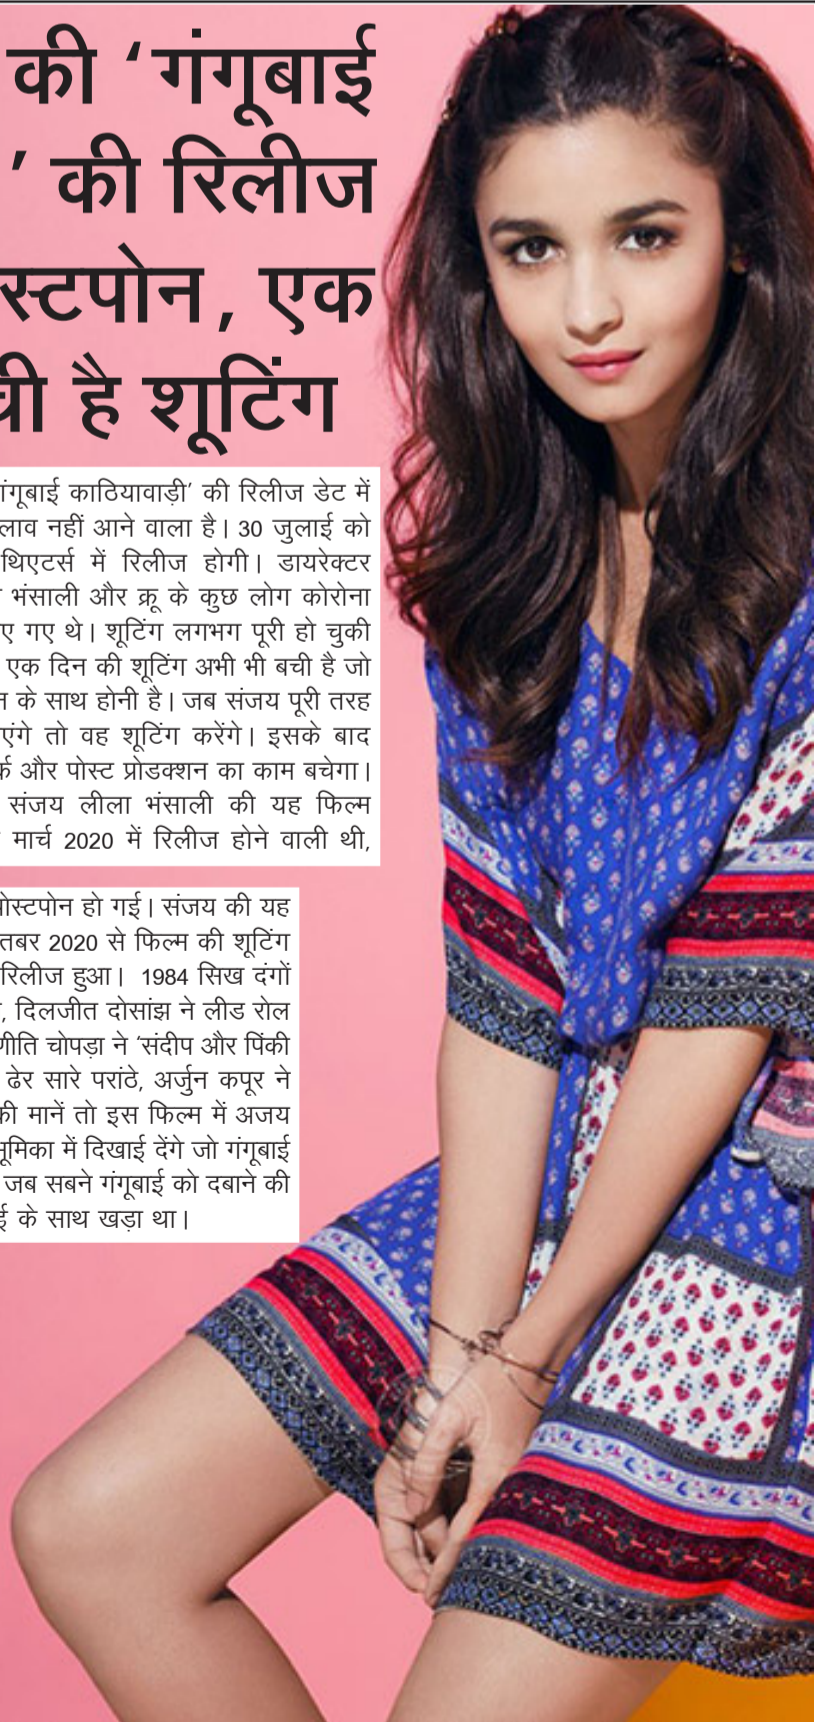 की ‘गंगूबाई
’ की रिलीज
स्टपोन, एक
है शूटिंग
काठियावाड़ी’ की रिलीज डेट में
नहीं आने वाला है। 30 जुलाई को
थिएटर्स में रिलीज होगी। डायरेक्टर
भंसाली और क्रू के कुछ लोग कोरोना
ए गए थे। शूटिंग लगभग पूरी हो चुकी
एक दिन की शूटिंग अभी भी बची है जो
के साथ होनी है। जब संजय पूरी तरह
एंगे तो वह शूटिंग करेंगे। इसके बाद
और पोस्ट प्रोडक्शन का काम बचेगा।
संजय लीला भंसाली की यह फिल्म
मार्च 2020 में रिलीज होने वाली थी,
पोस्टपोन हो गई। संजय की यह
तंबर 2020 से फिल्म की शूटिंग
रिलीज हुआ। 1984 सिख दंगों
, दिलजीत दोसांझ ने लीड रोल
णीति चोपड़ा ने ‘संदीप और पिंकी
ढेर सारे परांठे, अर्जुन कपूर ने
की मानें तो इस फिल्म में अजय
भूमिका में दिखाई देंगे जो गंगूबाई
जब सबने गंगूबाई को दबाने की
ई के साथ खड़ा था।